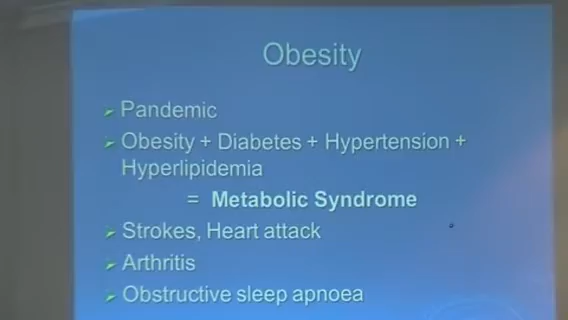 Obesity
Pandemic
Obesity + Diabetes + Hypertension +
Hyperlipidemia
= Metabolic Syndrome
Strokes, Heart attack
Arthritis
Obstructive sleep apnoea